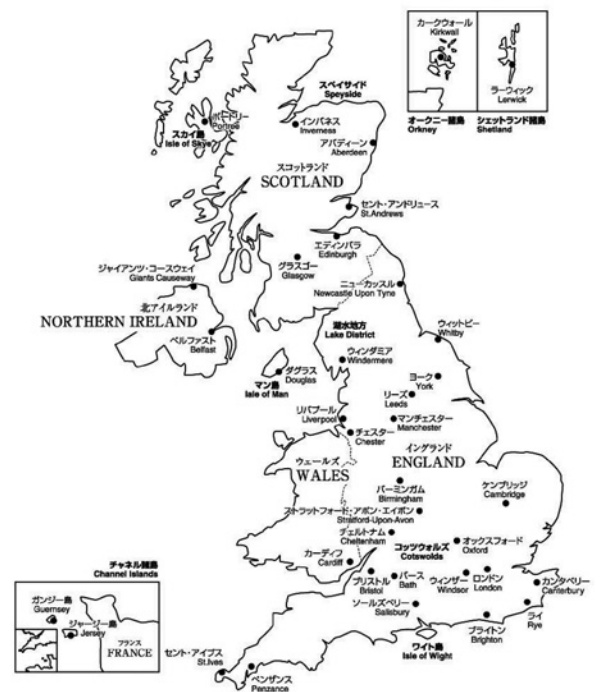 カークウォール
Kirkwall
ラーウィック
Lerwick
オークニー諸島
Orkney
シェットランド諸島
Shetland
スペイサイド
Speyside
ポートリー
Portree
スカイ島
Isle of Skye
インバネス
Inverness
アバディーン
Aberdeen
スコットランド
SCOTLAND
セント・アンドリュース
St.Andrews
エディンバラ
Edinburgh
グラスゴー
Glasgow
ジャイアンツ・コースウェイ
Giants Causeway
ニューカッスル
Newcastle Upon Tyne
北アイルランド
NORTHERN IRELAND
ベルファスト
Belfast
湖水地方
Lake District
ウィットビー
Whitby
ウィンダミア
Windermere
マン島
Isle of Man
ダグラス
Douglas
ヨーク
York
リーズ
Leeds
リバプール
Liverpool
マンチェスター
Manchester
チェスター
Chester
イングランド
ENGLAND
ウェールズ
WALES
バーミンガム
Birmingham
ケンブリッジ
Cambridge
ストラットフォード・アポン・エイボン
Stratford-Upon-Avon
チェルトナム
Cheltenham
コッツウォルズ
Cotswolds
オックスフォード
Oxford
カーディフ
Cardiff
ブリストル
Bristol
バース
Bath
ウィンザー
Windsor
ロンドン
London
カンタベリー
Canterbury
ソールズベリー
Salisbury
ライ
Rye
ブライトン
Brighton
ワイト島
Isle of Wight
チャネル諸島
Channel Islands
ガンジー島
Guernsey
ジャージー島
Jersey
フランス
FRANCE
セント・アイブス
St.Ives
ペンザンス
Penzance